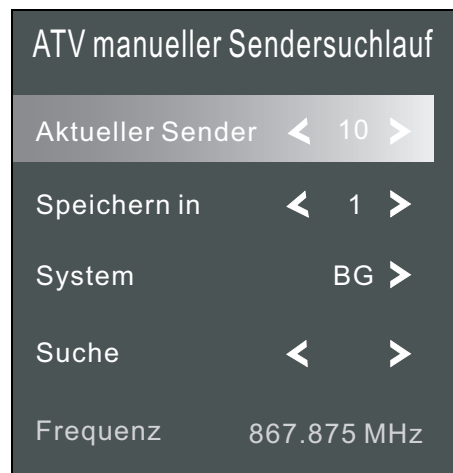 ATV manueller Sendersuchlauf
Aktueller Sender < 10 >
Speichern in < 1 >
System BG >
Suche < >
Frequenz 867.875 MHz